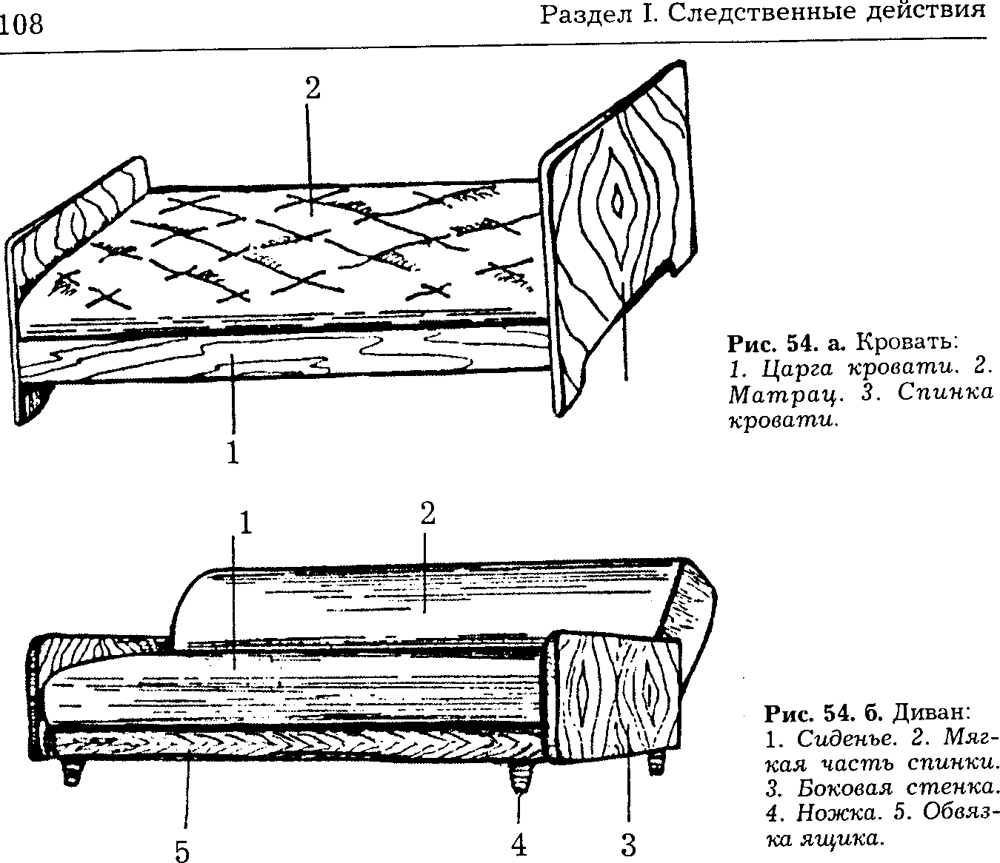 108
Раздел I. Следственные действия
2
1
Рис. 54. а. Кровать:
1. Царга кровати. 2.
Матрац. 3. Спинка
кровати.
1
2
5
4
3
Рис. 54. б. Диван:
1. Сиденье. 2. Мяг-
кая часть спинки.
3. Боковая стенка.
4. Ножка. 5. Обвяз-
ка ящика.